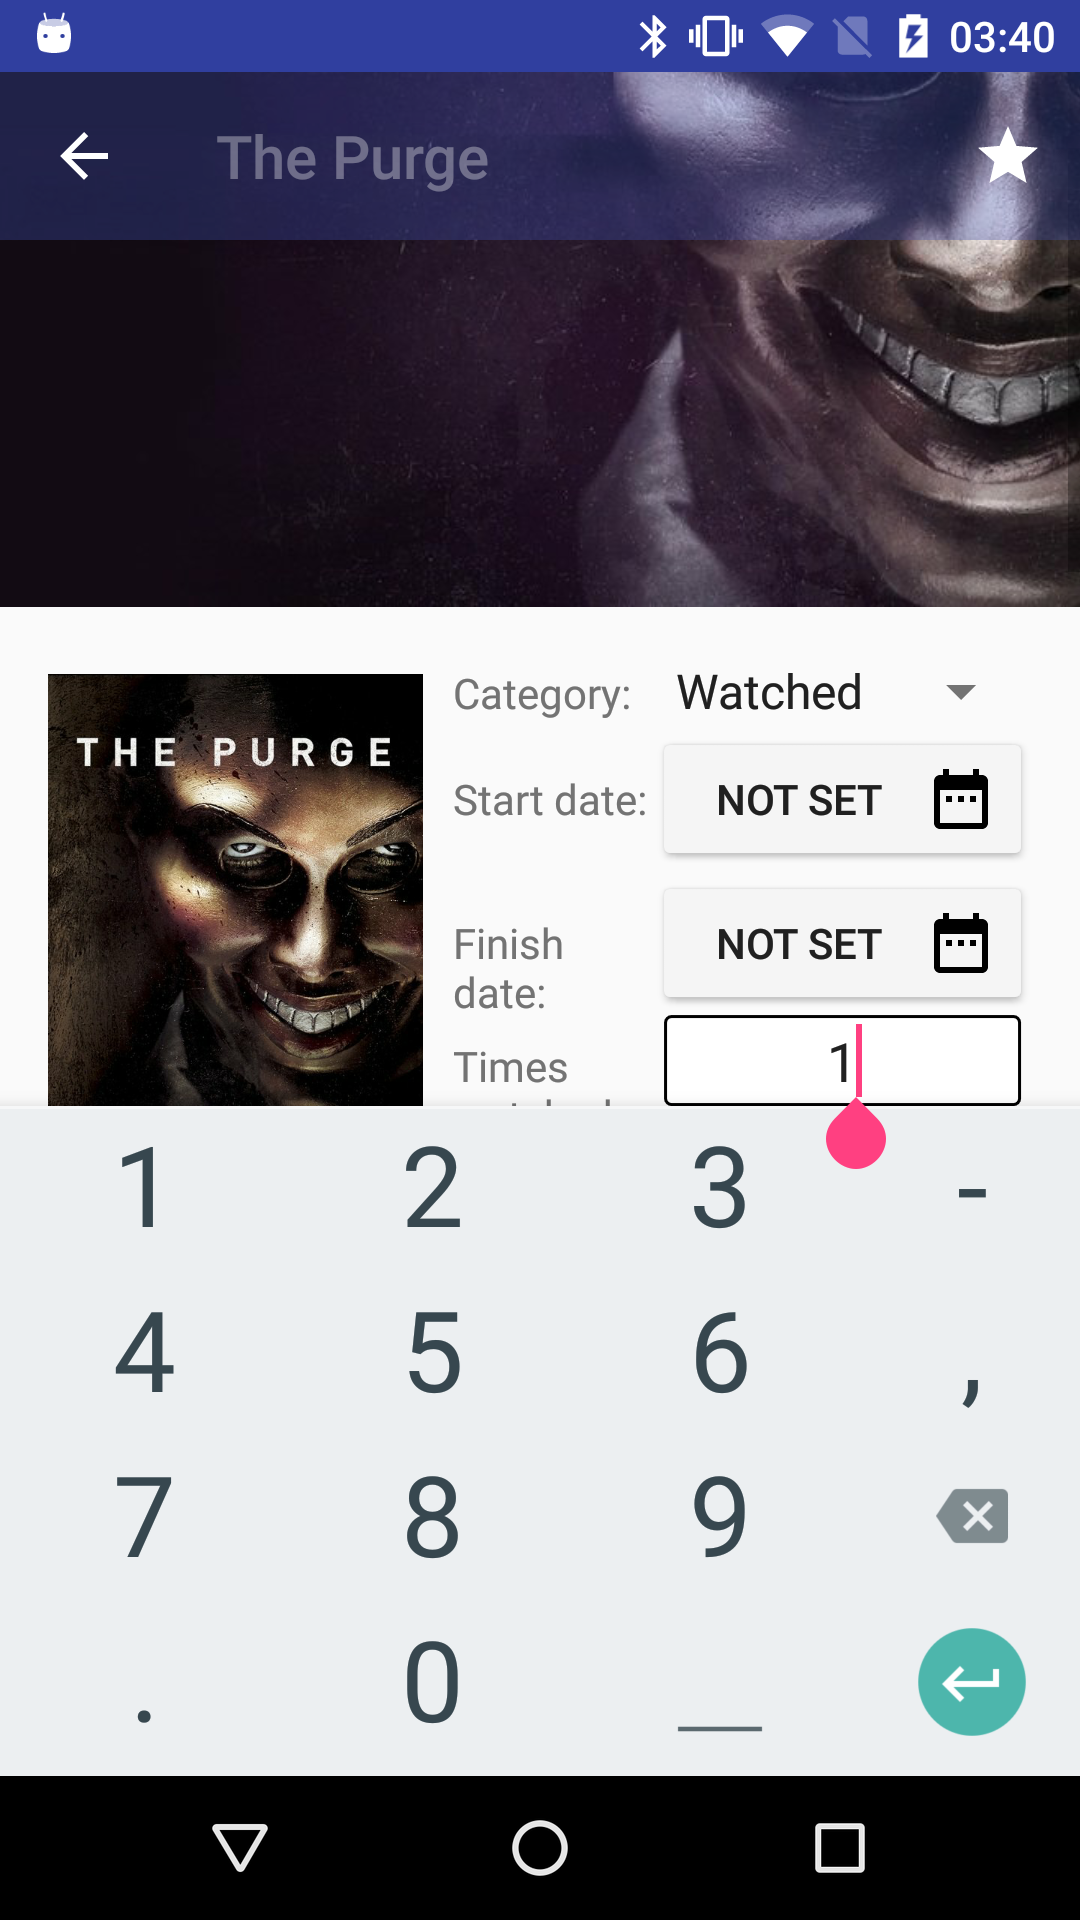 03:40
The Purge
THE PURGE
Category: Watched
Start date: NOT SET
Finish date: NOT SET
Times
1
1 2 3 -
4 5 6 ,
7 8 9
. 0 _